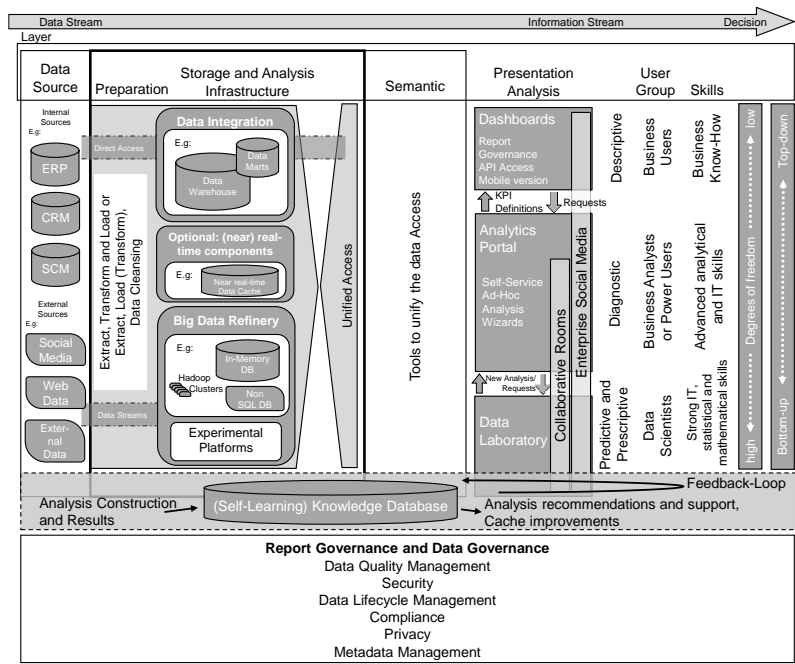 Data Stream
Information Stream
Decision
Layer
Data
Source
Preparation
Storage and Analysis
Infrastructure
Semantic
Presentation
Analysis
User
Group
Skills
Internal
Sources
E.g:
ERP
CRM
SCM
External
Sources
E.g:
Social
Media
Web
Data
Exter-
nal
Data
Direct Access
Extract, Transform and Load or
Extract, Load (Transform),
Data Cleansing
Data Streams
Data Integration
E.g:
Data
Marts
Data
Warehouse
Optional: (near) real-
time components
E.g:
Near real-time
Data Cache
Big Data Refinery
E.g:
In-Memory
DB
Hadoop
Clusters
Non
SQL DB
Experimental
Platforms
Unified Access
Tools to unify the data Access
Dashboards
Report
Governance
API Access
Mobile version
KPI
Definitions
Requests
Analytics
Portal
Self-Service
Ad-Hoc
Analysis
Wizards
New Analysis/
Requests
Data
Laboratory
Collaborative Rooms
Enterprise Social Media
Descriptive
Diagnostic
Predictive and
Prescriptive
Business
Users
Business Analysts
or Power Users
Data
Scientists
Business
Know-How
Advanced analytical
and IT skills
Strong IT,
statistical and
mathematical skills
low
Degrees of freedom
high
Top-down
Bottom-up
Feedback-Loop
Analysis Construction
and Results
(Self-Learning) Knowledge Database
Analysis recommendations and support,
Cache improvements
Report Governance and Data Governance
Data Quality Management
Security
Data Lifecycle Management
Compliance
Privacy
Metadata Management